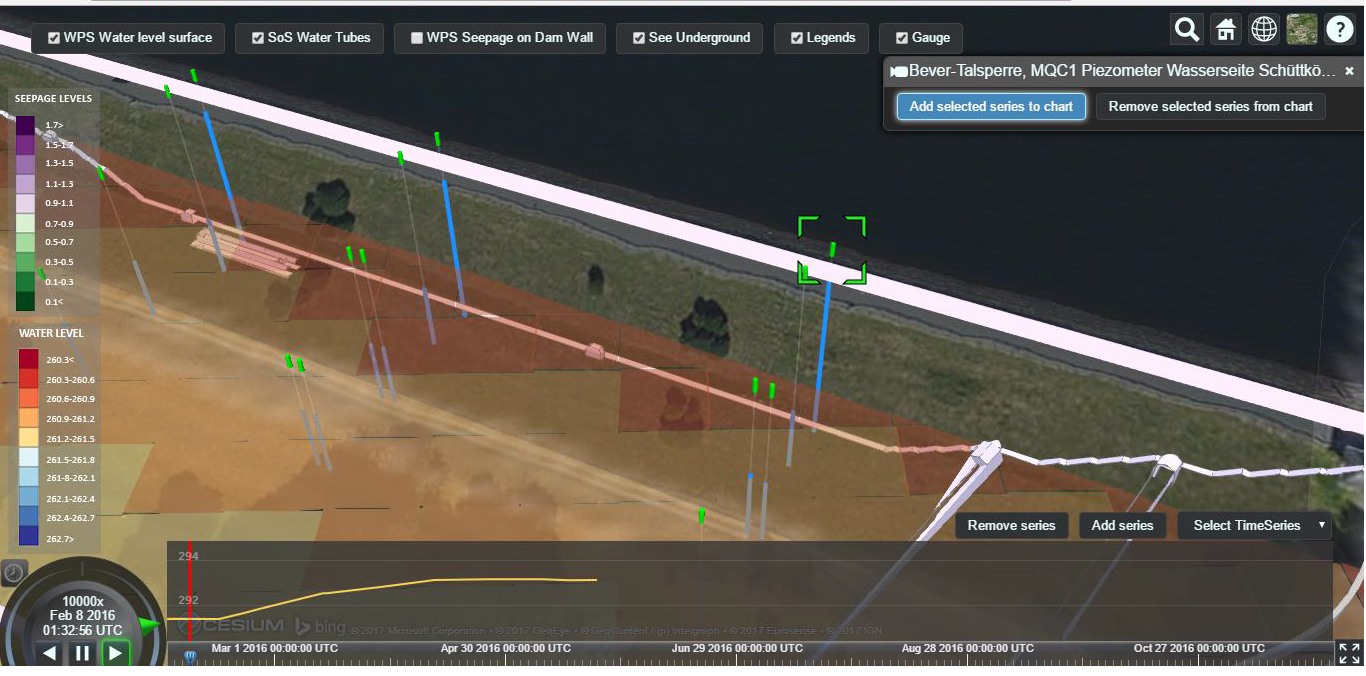 WPS Water level surface
SoS Water Tubes
WPS Seepage on Dam Wall
See Underground
Legends
Gauge
?
Bever-Talsperre, MQC1 Piezometer Wasserseite Schüttkö...
×
Add selected series to chart
Remove selected series from chart
SEEPAGE LEVELS
1.7>
1.5-1.7
1.3-1.5
1.1-1.3
0.9-1.1
0.7-0.9
0.5-0.7
0.3-0.5
0.1-0.3
0.1<
WATER LEVEL
260.3<
260.3-260.6
260.6-260.9
260.9-261.2
261.2-261.5
261.5-261.8
261-8-262.1
262.1-262.4
262.4-262.7
262.7>
Remove series
Add series
Select TimeSeries
294
292
10000x
Feb 8 2016
01:32:56 UTC
CESIUM
bing
© 2017 Microsoft Corporation • © 2017 GeoEye • © GeoContent / (p) Intergraph • © 2017 Eurosense • © 2017 IGN
Mar 1 2016 00:00:00 UTC
Apr 30 2016 00:00:00 UTC
Jun 29 2016 00:00:00 UTC
Aug 28 2016 00:00:00 UTC
Oct 27 2016 00:00:00 UTC